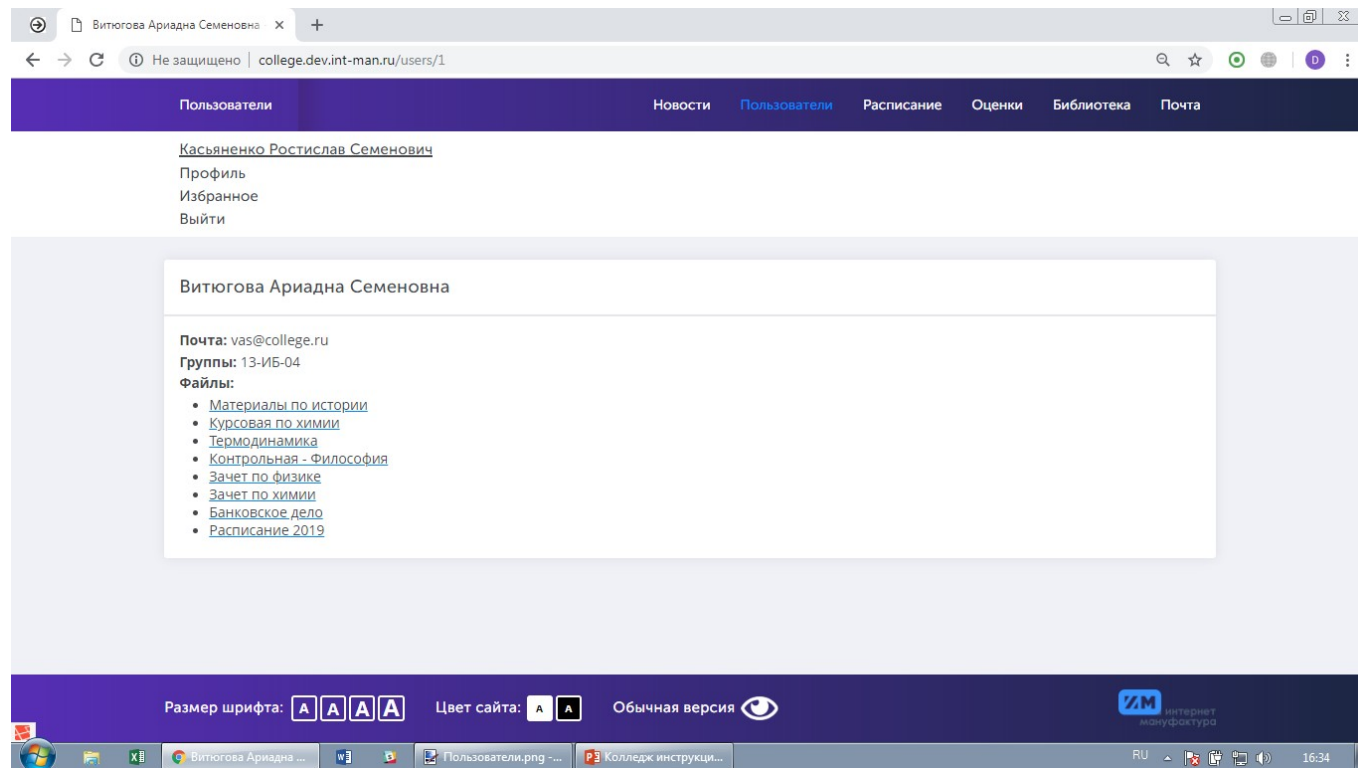 Витюгова Ариадна Семеновна
Не защищено | college.dev.int-man.ru/users/1
D
Пользователи
Новости Пользователи Расписание Оценки Библиотека Почта
Касьяненко Ростислав Семенович
Профиль
Избранное
Выйти
Витюгова Ариадна Семеновна
Почта: vas@college.ru
Группы: 13-ИБ-04
Файлы:
Материалы по истории
Курсовая по химии
Термодинамика
Контрольная - Философия
Зачет по физике
Зачет по химии
Банковское дело
Расписание 2019
Размер шрифта: A A A A Цвет сайта: A A Обычная версия
ИМ интернет
мануфактура
Витюгова Ариадна ... Пользователи.png -... Колледж инструкци... RU 16:34